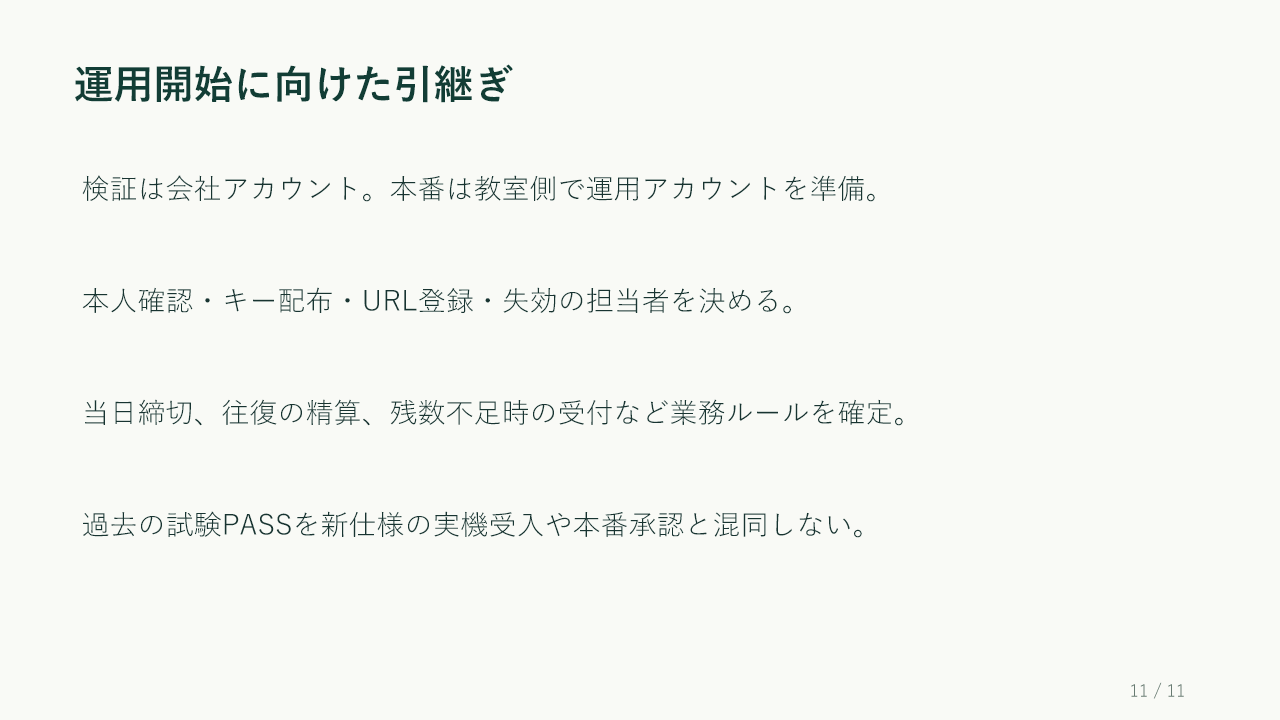 運用開始に向けた引継ぎ
検証は会社アカウント。本番は教室側で運用アカウントを準備。
本人確認・キー配布・URL登録・失効の担当者を決める。
当日締切、往復の精算、残数不足時の受付など業務ルールを確定。
過去の試験PASSを新仕様の実機受入や本番承認と混同しない。
11 / 11